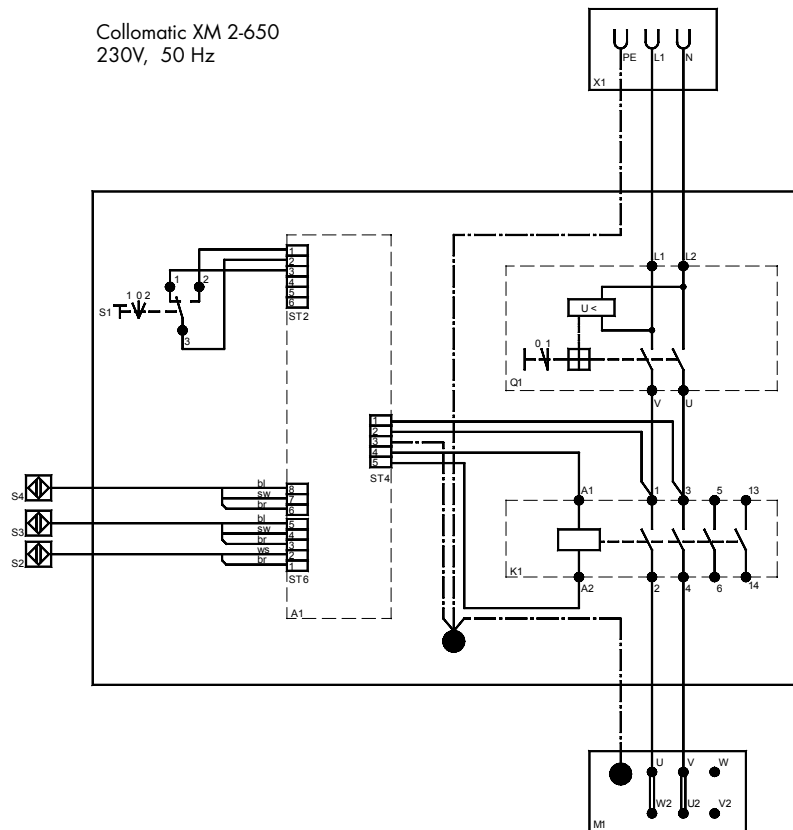 Collomatic XM 2-650
230V, 50 Hz
PE L1 N
X1
L1 L2
1 2
1 0 2
S1
3
1
2
3
4
5
6
ST2
U <
0 1
Q1
V U
1
2
3
4
5
ST4
A1 1 3 5 13
K1
A2 2 4 6 14
S4
bl 8
sw 7
br 6
S3
bl 5
sw 4
br 3
S2
ws 2
br 1
ST6
A1
U V W
W2 U2 V2
M1